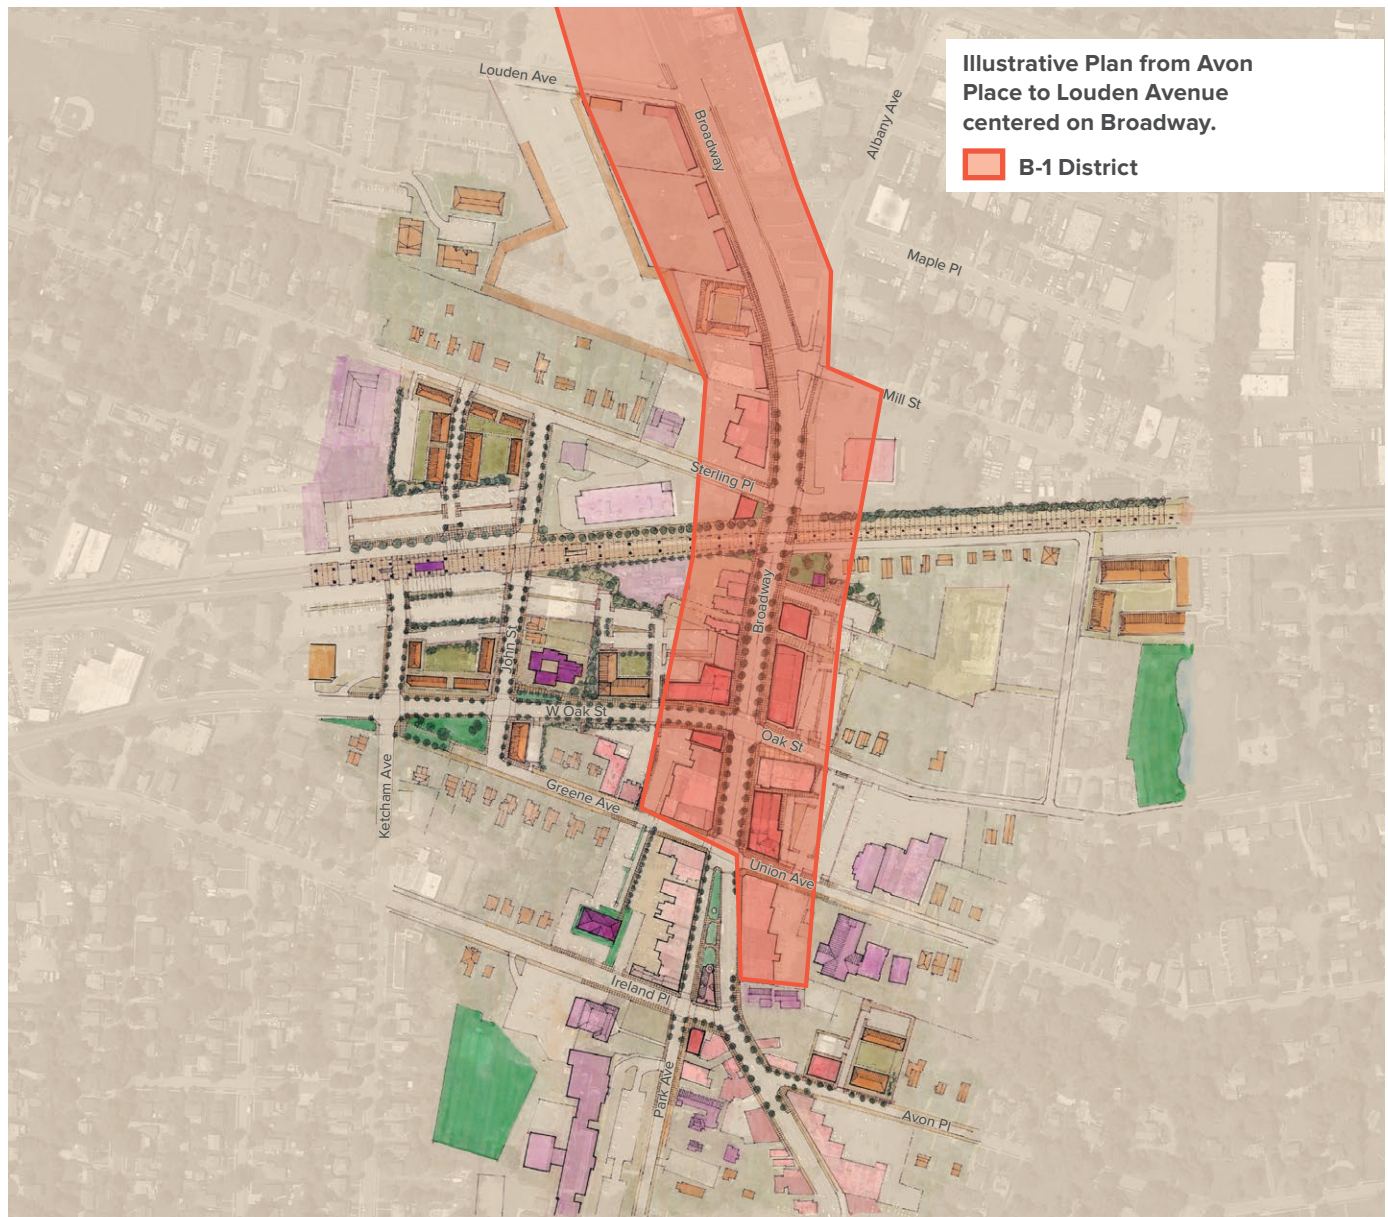 Illustrative Plan from Avon
Place to Louden Avenue
centered on Broadway.
B-1 District
Louden Ave
Broadway
Albany Ave
Maple Pl
Mill St
Sterling Pl
Broadway
John St
W Oak St
Oak St
Ketcham Ave
Greene Ave
Union Ave
Ireland Pl
Park Ave
Avon Pl